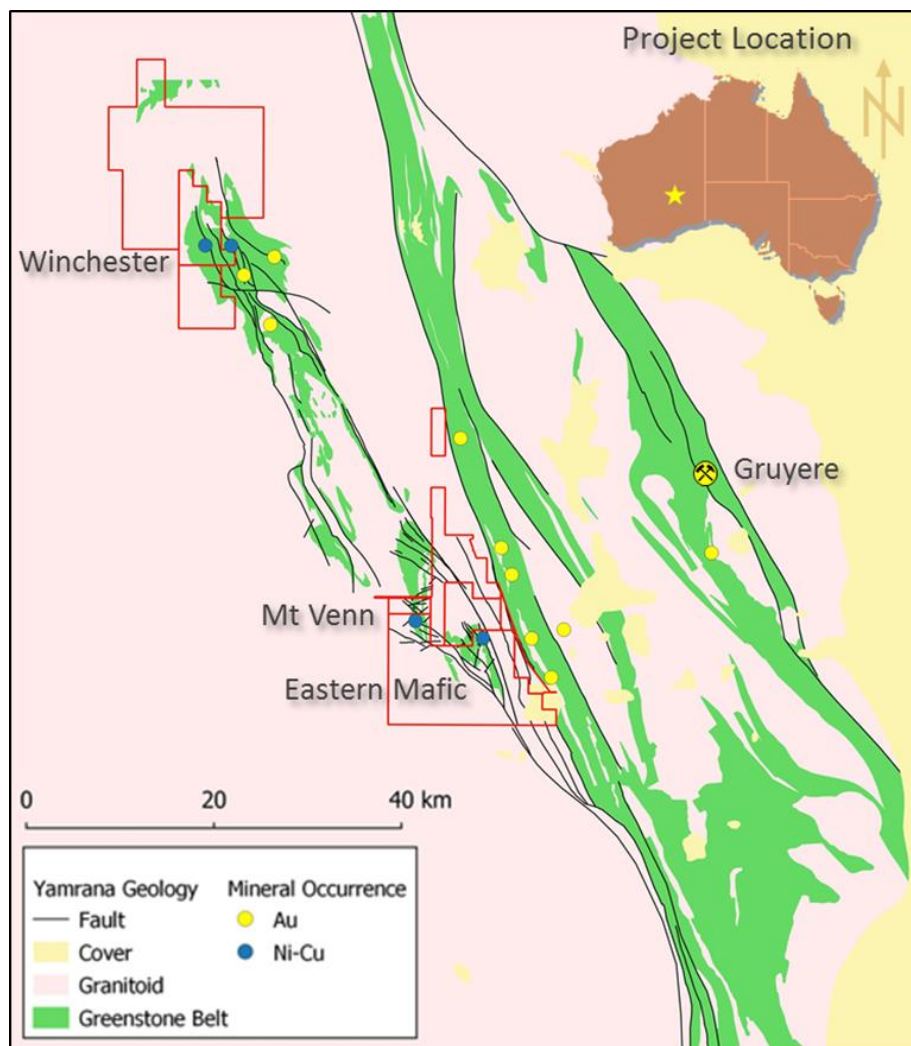 Project Location
N
Winchester
Gruyere
Mt Venn
Eastern Mafic
0 20 40 km
Yamrana Geology
Fault
Cover
Granitoid
Greenstone Belt
Mineral Occurrence
Au
Ni-Cu